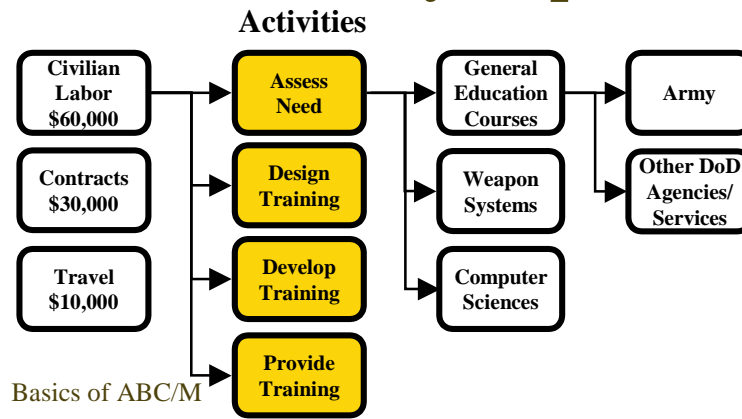 Activities
Civilian
Labor
$60,000
Contracts
$30,000
Travel
$10,000
Assess
Need
Design
Training
Develop
Training
Provide
Training
General
Education
Courses
Weapon
Systems
Computer
Sciences
Army
Other DoD
Agencies/
Services
Basics of ABC/M